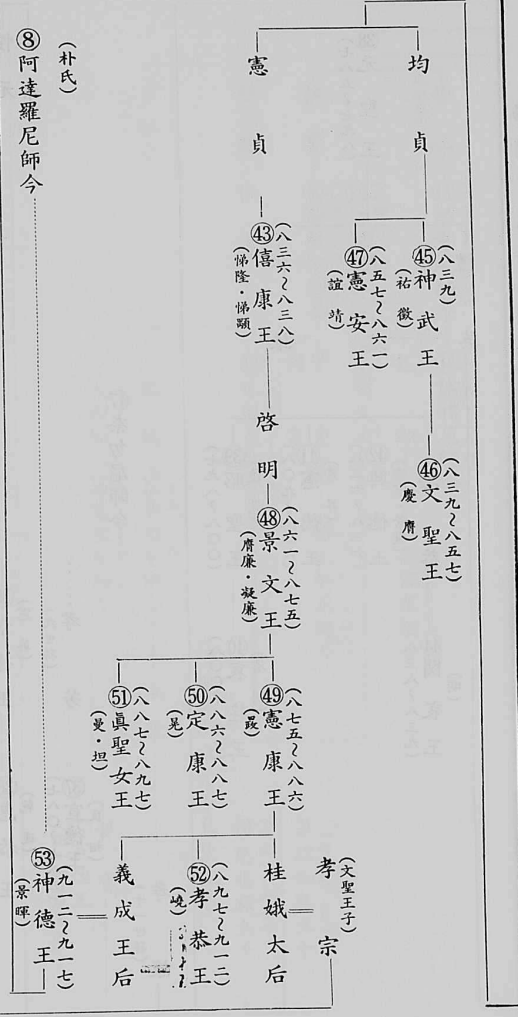 均貞
(八三九)
㊺神武王
(祐徵)
(八三九~八五七)
㊻文聖王
(慶膺)
(八五七~八六一)
㊼憲安王
(誼靖)
憲貞
(八三六~八三八)
㊸僖康王
(悌隆・悌顒)
啓明
(八六一~八七五)
㊽景文王
(膺廉・凝廉)
(八七五~八八六)
㊾憲康王
(晸)
(八八六~八八七)
㊿定康王
(晃)
(八八七~八九七)
51眞聖女王
(曼・坦)
(文聖王子)
孝宗
桂娥太后
(八九七~九一二)
52孝恭王
(嶢)
義成王后
(朴氏)
⑧阿達羅尼師今
(九一二~九一七)
53神德王
(景暉)